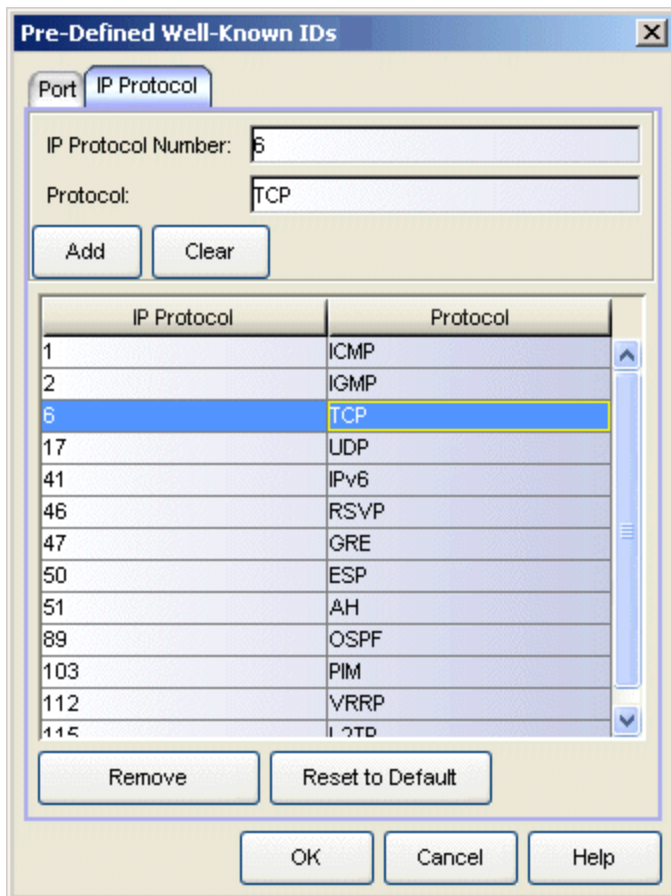 Pre-Defined Well-Known IDs
Port IP Protocol
IP Protocol Number: 6
Protocol: TCP
Add Clear
IP Protocol Protocol
1 ICMP
2 IGMP
6 TCP
17 UDP
41 IPv6
46 RSVP
47 GRE
50 ESP
51 AH
89 OSPF
103 PIM
112 VRRP
115 L2TP
Remove Reset to Default
OK Cancel Help